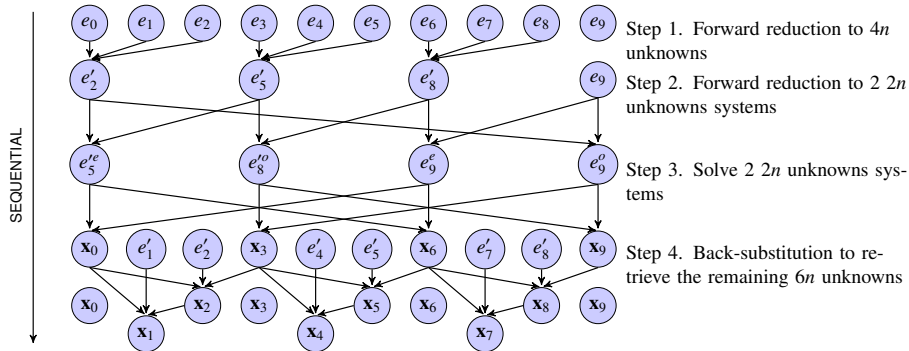 e0 e1 e2 e3 e4 e5 e6 e7 e8 e9
Step 1. Forward reduction to 4n
unknowns
e′2 e′5 e′8 e9
Step 2. Forward reduction to 2 2n
unknowns systems
SEQUENTIAL
e′e5 e′o8 e^e9 e^o9
Step 3. Solve 2 2n unknowns sys-
tems
x0 e′1 e′2 x3 e′4 e′5 x6 e′7 e′8 x9
Step 4. Back-substitution to re-
trieve the remaining 6n unknowns
x0 x2 x3 x5 x6 x8 x9
x1 x4 x7